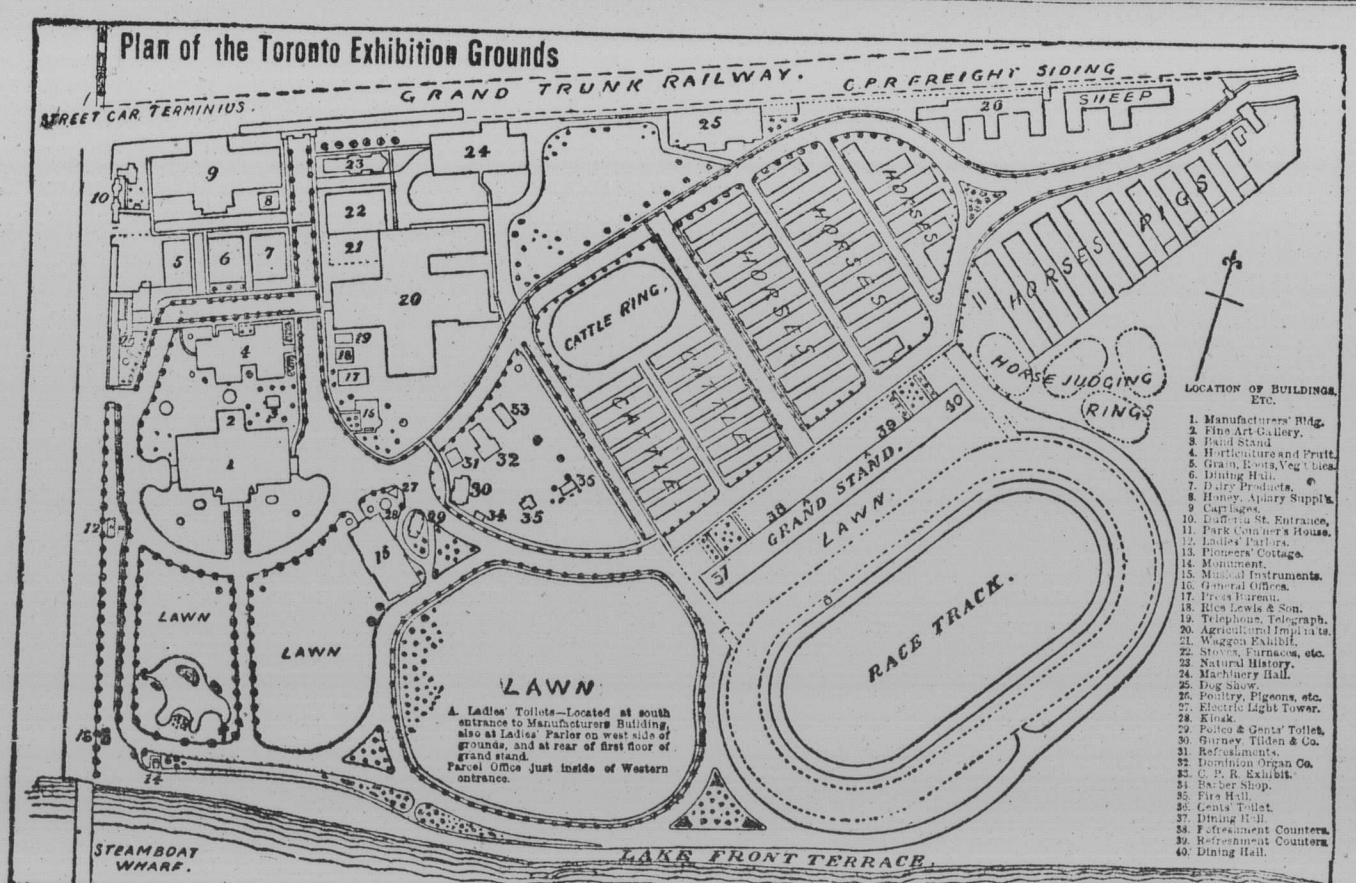 Plan of the Toronto Exhibition Grounds
GRAND TRUNK RAILWAY.
C P R FREIGHT SIDING
STREET CAR TERMINIUS.
SHEEP
26
25
24
23
9
10
8
22
21
20
5
6
7
4
19
18
17
16
2
1
3
HORSES
HORSES
HORSES
HORSES
RIGS
11
CATTLE RING.
CATTLE
CATTLE
HORSE JUDGING
RINGS
33
32
31
30
34
35
36
27
28
29
15
12
39
40
38
37
GRAND STAND.
LAWN.
RACE TRACK.
LAWN
LAWN
LAWN
A. Ladies' Toilets—Located at south
entrance to Manufacturers Building,
also at Ladies' Parlor on west side of
grounds, and at rear of first floor of
grand stand.
Parcel Office Just inside of Western
entrance.
14
STEAMBOAT
WHARF.
LAKE FRONT TERRACE.
LOCATION OF BUILDINGS,
ETC.
1. Manufacturers' Bldg.
2. Fine Art Gallery.
3. Band Stand
4. Horticulture and Fruit.
5. Grain, Roots, Veg'tbles.
6. Dining Hall.
7. Dairy Products.
8. Honey, Apiary Suppl's.
9 Carriages.
10. Dufferin St. Entrance,
11. Park Com'ner's House.
12. Ladies' Parlors.
13. Pioneers' Cottage.
14. Monument.
15. Musical Instruments.
16. General Offices.
17. Press Bureau.
18. Rice Lewis & Son.
19. Telephone, Telegraph.
20. Agricultural Impl'm'ts.
21. Waggon Exhibit.
22. Stoves, Furnaces, etc.
23. Natural History.
24. Machinery Hall.
25. Dog Show.
26. Poultry, Pigeons, etc.
27. Electric Light Tower.
28. Kiosk.
29. Police & Gents' Toilet,
30. Gurney, Tilden & Co.
31. Refreshments.
32. Dominion Organ Co.
33. C. P. R. Exhibit.
34. Barber Shop.
35. Fire Hall.
36. Gents' Toilet.
37. Dining Hall.
38. Refreshment Counters.
39. Refreshment Counters
40. Dining Hall.